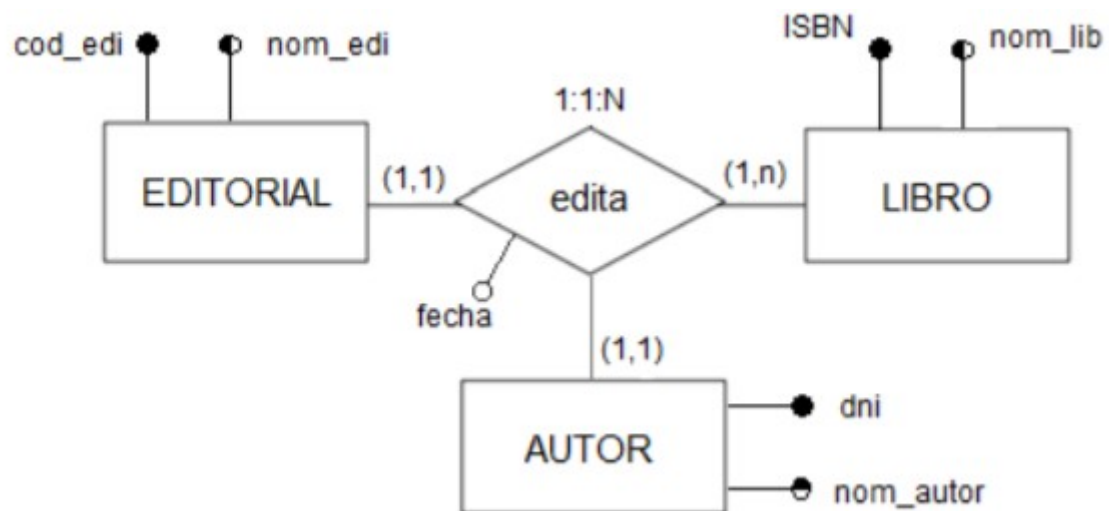 cod_edi
nom_edi
ISBN
nom_lib
1:1:N
EDITORIAL
(1,1)
edita
(1,n)
LIBRO
fecha
(1,1)
dni
AUTOR
nom_autor